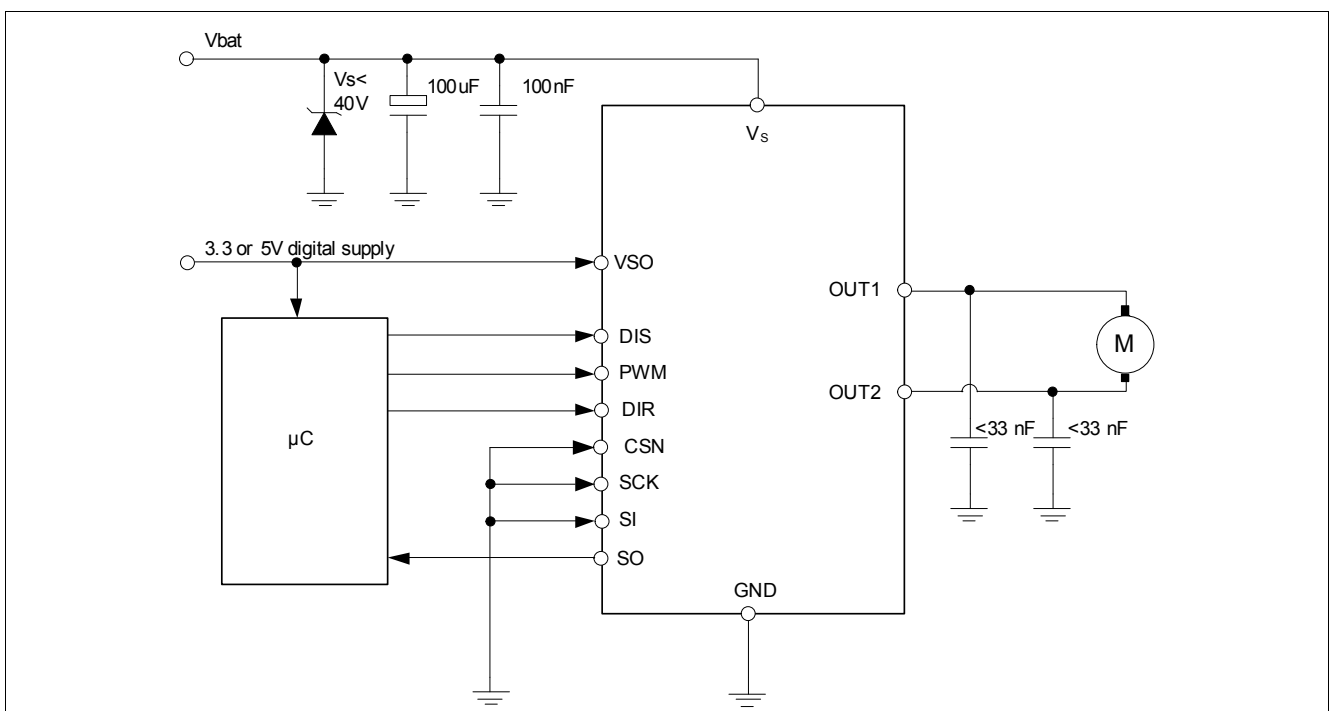 Vbat
Vs<
40V
100uF
100nF
Vs
3.3 or 5V digital supply
VSO
OUT1
DIS
M
PWM
OUT2
DIR
<33 nF
<33 nF
µC
CSN
SCK
SI
SO
GND